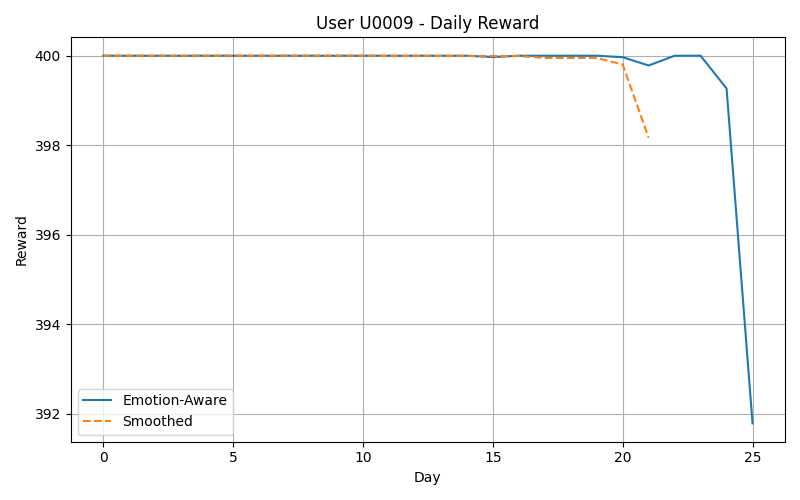 User U0009 - Daily Reward
400
398
396
394
392
Reward
Emotion-Aware
Smoothed
0 5 10 15 20 25
Day